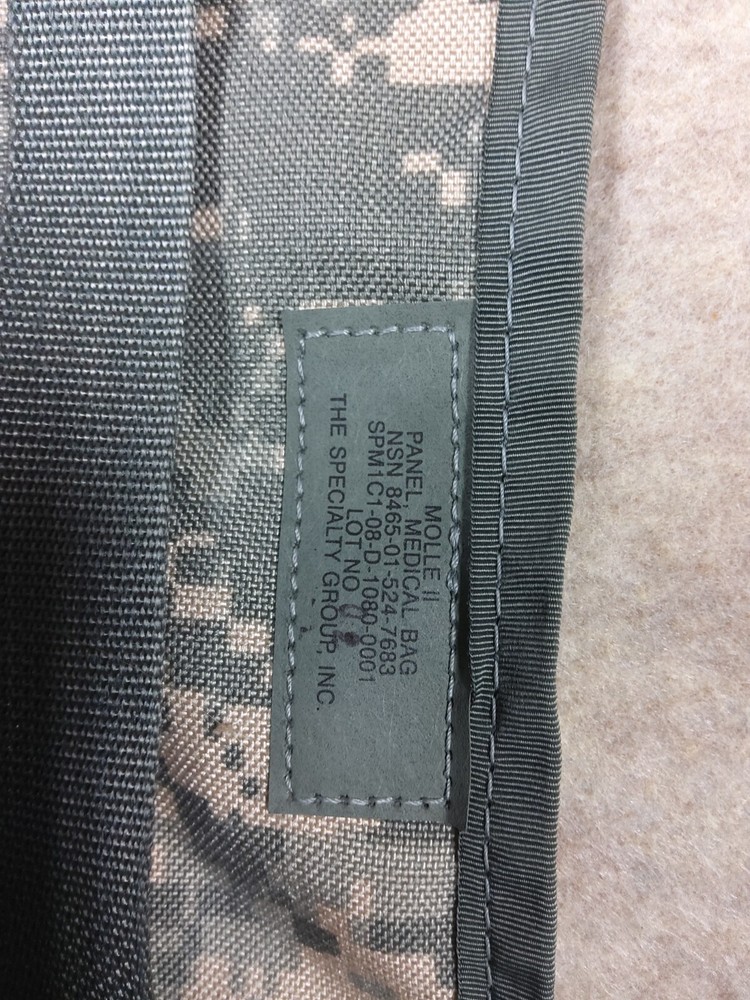 MOLLE II
PANEL, MEDICAL BAG
NSN 8465-01-524-7683
SPM1C1-08-D-1080-0001
LOT NO
THE SPECIALTY GROUP, INC.